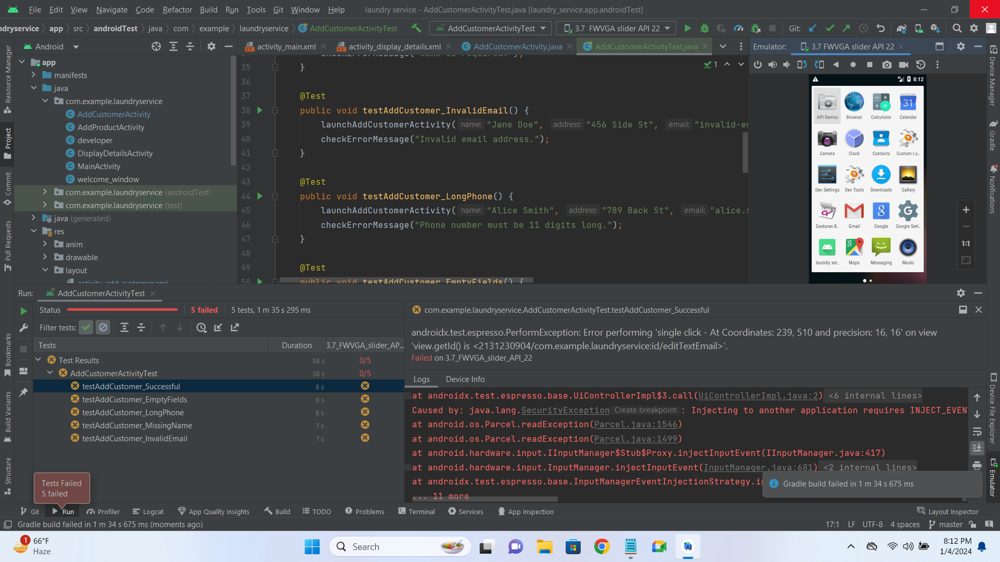 File Edit View Navigate Code Refactor Build Run Tools Git Window Help laundry service - AddCustomerActivityTest.java [laundry_service.app.androidTest]
ndryservice app src androidTest java com example laundryservice AddCustomerActivityTest AddCustomerActivityTest 3.7 FWVGA slider API 22 Git:
Android activity_main.xml activity_display_details.xml AddCustomerActivity.java AddCustomerActivityTest.java Emulator: 3.7 FWVGA slider API 22
Resource Manager
Project
Commit
Pull Requests
Bookmarks
Build Variants
Structure
app
manifests
java
com.example.laundryservice
AddCustomerActivity
AddProductActivity
developer
DisplayDetailsActivity
MainActivity
welcome_window
com.example.laundryservice (androidTest)
com.example.laundryservice (test)
java (generated)
res
anim
drawable
layout
activity_add_customer.xml
1
35 }
36
37 @Test
38 public void testAddCustomer_InvalidEmail() {
39 launchAddCustomerActivity( name: "Jane Doe", address: "456 Side St", email: "invalid-em
40 checkErrorMessage("Invalid email address.");
41 }
42
43 @Test
44 public void testAddCustomer_LongPhone() {
45 launchAddCustomerActivity( name: "Alice Smith", address: "789 Back St", email: "alice.s
46 checkErrorMessage("Phone number must be 11 digits long.");
47 }
48
49 @Test
50 public void testAddCustomer_EmptyFields() {
8:12
API Demos Browser Calculator Calendar
31
Camera Clock Contacts Custom Lo..
Dev Settings Dev Tools Downloads Gallery
Gestures B.. Gmail Google Google Sett..
laundry ser.. Maps Messaging Music
1:1
Device Manager
Gradle
Notifications
Device File Explorer
Emulator
Run: AddCustomerActivityTest
Status 5 failed 5 tests, 1 m 35 s 295 ms
Filter tests:
Tests Duration 3.7_FWVGA_slider_AP...
Test Results 38 s 0/5
AddCustomerActivityTest 38 s 0/5
testAddCustomer_Successful 8 s
testAddCustomer_EmptyFields 6 s
testAddCustomer_LongPhone 8 s
testAddCustomer_MissingName 7 s
testAddCustomer_InvalidEmail 7 s
Tests Failed
5 failed
com.example.laundryservice.AddCustomerActivityTest.testAddCustomer_Successful
androidx.test.espresso.PerformException: Error performing 'single click - At Coordinates: 239, 510 and precision: 16, 16' on view
'view.getId() is <2131230904/com.example.laundryservice:id/editTextEmail>'.
Failed on 3.7_FWVGA_slider_API_22
Logs Device Info
at androidx.test.espresso.base.UiControllerImpl$3.call(UiControllerImpl.java:2) <6 internal lines>
Caused by: java.lang.SecurityException Create breakpoint : Injecting to another application requires INJECT_EVENT
at android.os.Parcel.readException(Parcel.java:1546)
at android.os.Parcel.readException(Parcel.java:1499)
at android.hardware.input.IInputManager$Stub$Proxy.injectInputEvent(IInputManager.java:417)
at android.hardware.input.InputManager.injectInputEvent(InputManager.java:681) <2 internal lines>
at androidx.test.espresso.base.InputManagerEventInjectionStrategy.i
... 11 more
Gradle build failed in 1 m 34 s 675 ms
Git Run Profiler Logcat App Quality Insights Build TODO Problems Terminal Services App Inspection Layout Inspector
Gradle build failed in 1 m 34 s 675 ms (moments ago) 17:1 LF UTF-8 4 spaces master
1
66°F
Haze
Search
8:12 PM
1/4/2024